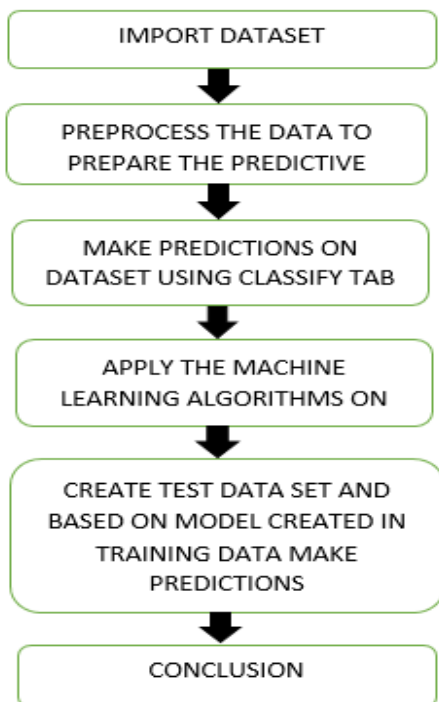 IMPORT DATASET
PREPROCESS THE DATA TO
PREPARE THE PREDICTIVE
MAKE PREDICTIONS ON
DATASET USING CLASSIFY TAB
APPLY THE MACHINE
LEARNING ALGORITHMS ON
CREATE TEST DATA SET AND
BASED ON MODEL CREATED IN
TRAINING DATA MAKE
PREDICTIONS
CONCLUSION